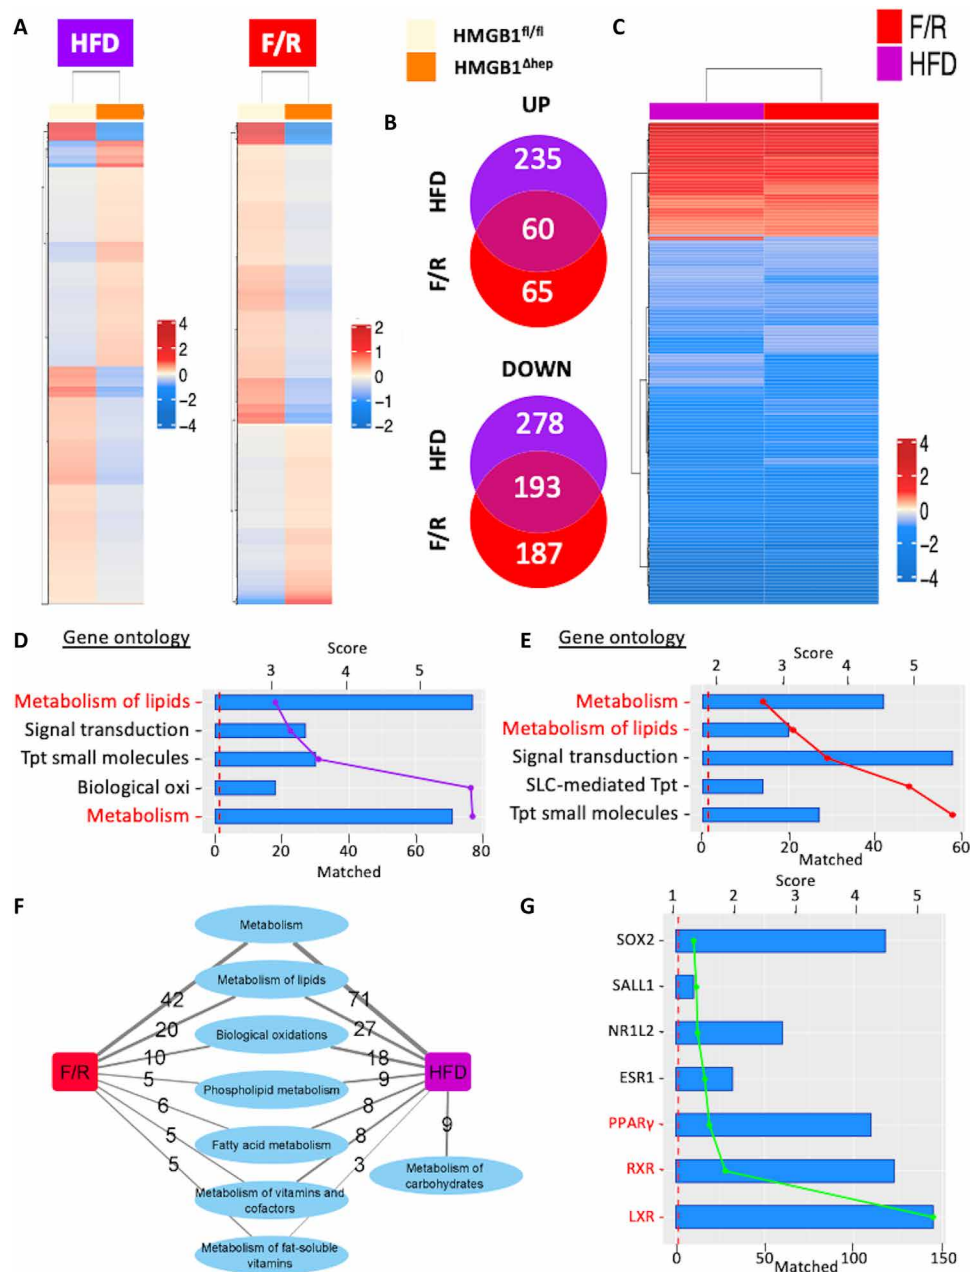 A
HFD
F/R
HMGB1fl/fl
HMGB1Δhep
C
F/R
HFD
B
UP
HFD
F/R
235
60
65
4
2
0
−2
−4
2
1
0
−1
−2
DOWN
HFD
F/R
278
193
187
4
2
0
−2
−4
D
Gene ontology
Score
3 4 5
Metabolism of lipids
Signal transduction
Tpt small molecules
Biological oxi
Metabolism
0 20 40 60 80
Matched
E
Gene ontology
Score
2 3 4 5
Metabolism
Metabolism of lipids
Signal transduction
SLC-mediated Tpt
Tpt small molecules
0 20 40 60
Matched
F
Metabolism
Metabolism of lipids
Biological oxidations
Phospholipid metabolism
Fatty acid metabolism
Metabolism of vitamins and
cofactors
Metabolism of fat-soluble
vitamins
F/R
HFD
42 71
20 27
10 18
5 9
6 8
5 8
5 3
9
Metabolism of
carbohydrates
G
Score
1 2 3 4 5
SOX2
SALL1
NR1L2
ESR1
PPARγ
RXR
LXR
0 50 100 150
Matched